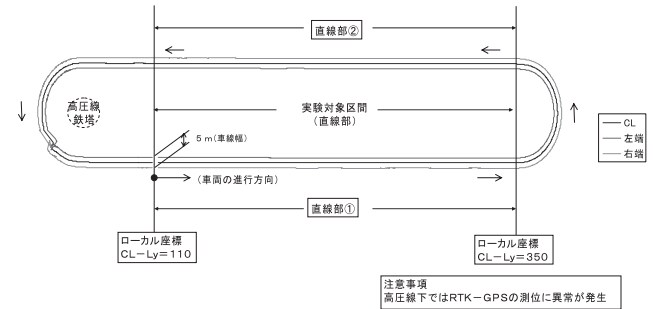 直線部②
高圧線
鉄塔
実験対象区間
(直線部)
5m(車線幅)
CL
左端
右端
(車両の進行方向)
直線部①
ローカル座標
CL－Ly＝110
ローカル座標
CL－Ly＝350
注意事項
高圧線下ではRTK－GPSの測位に異常が発生